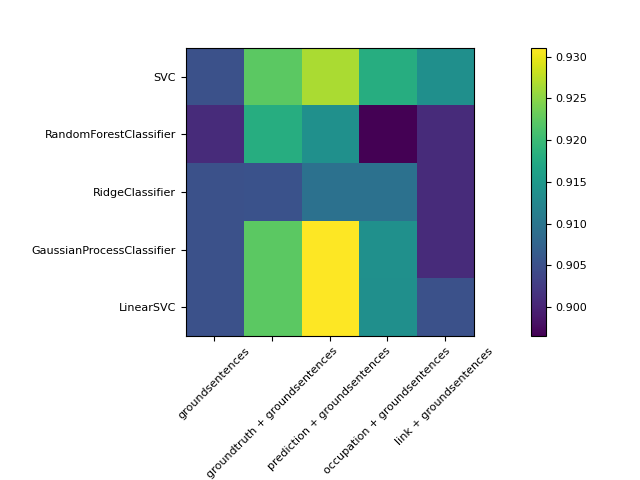 SVC
RandomForestClassifier
RidgeClassifier
GaussianProcessClassifier
LinearSVC
groundsentences
groundtruth + groundsentences
prediction + groundsentences
occupation + groundsentences
link + groundsentences
0.930
0.925
0.920
0.915
0.910
0.905
0.900